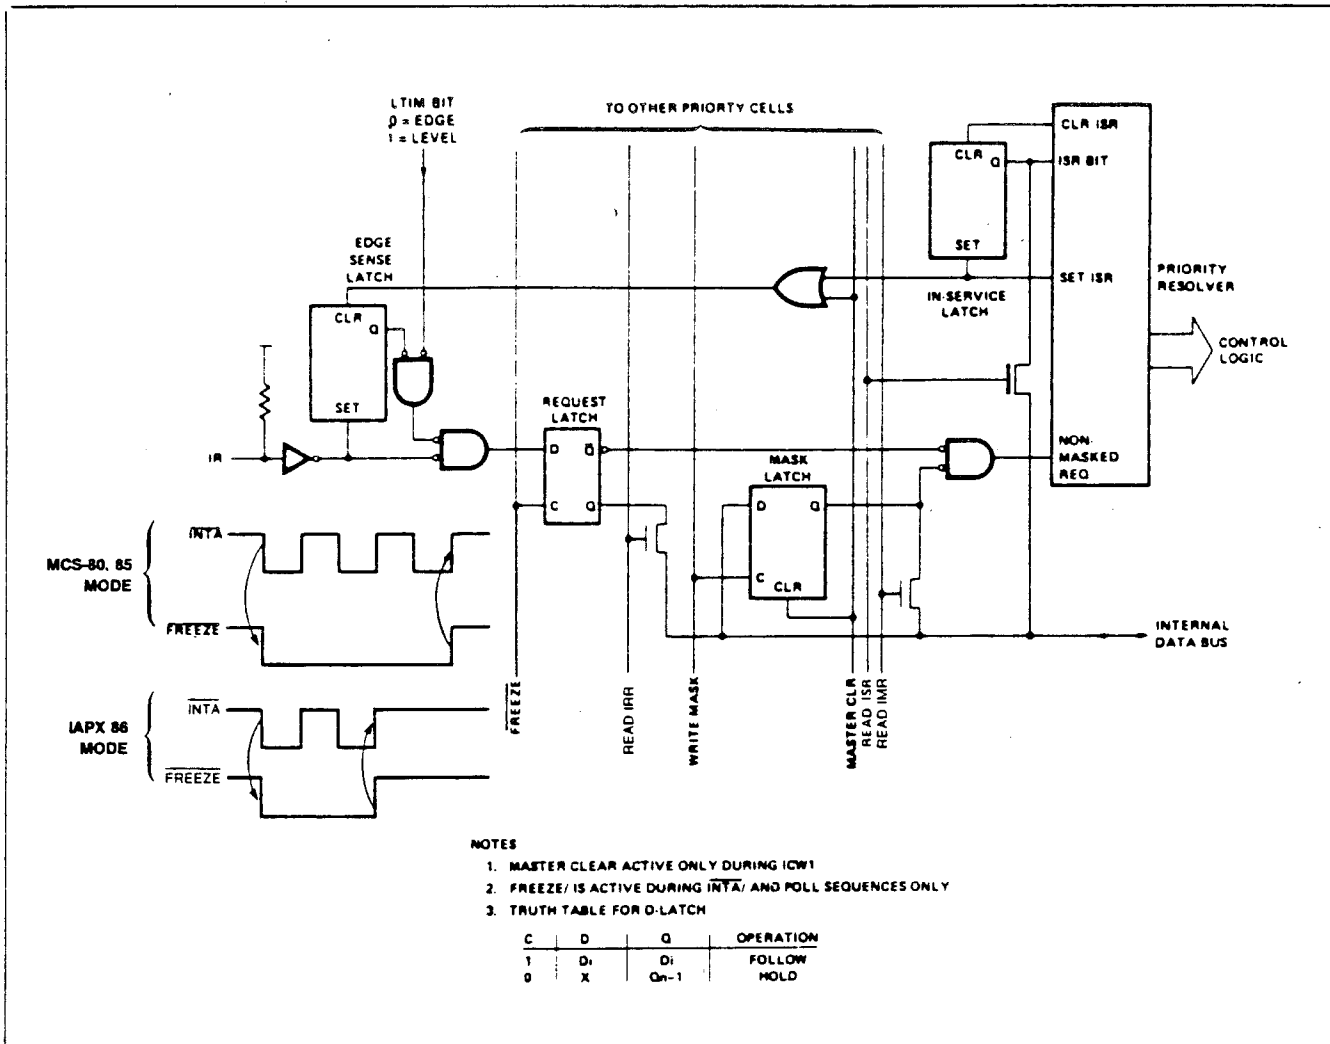 LTIM BIT
0 = EDGE
1 = LEVEL
TO OTHER PRIORTY CELLS
CLR ISR
CLR
Q
ISR BIT
SET
EDGE
SENSE
LATCH
SET ISR
PRIORITY
RESOLVER
IN-SERVICE
LATCH
CLR
Q
CONTROL
LOGIC
SET
REQUEST
LATCH
IR
D
Q
NON-
MASKED
REQ
MASK
LATCH
C
Q
D
Q
INTA
MCS-80, 85
MODE
C
CLR
FREEZE
INTERNAL
DATA BUS
FREEZE
READ IRR
WRITE MASK
MASTER CLR
READ ISR
READ IMR
INTA
IAPX 86
MODE
FREEZE
NOTES
1. MASTER CLEAR ACTIVE ONLY DURING ICW1
2. FREEZE/ IS ACTIVE DURING INTA/ AND POLL SEQUENCES ONLY
3. TRUTH TABLE FOR D-LATCH
C D Q OPERATION
1 Di Di FOLLOW
0 X Qn-1 HOLD